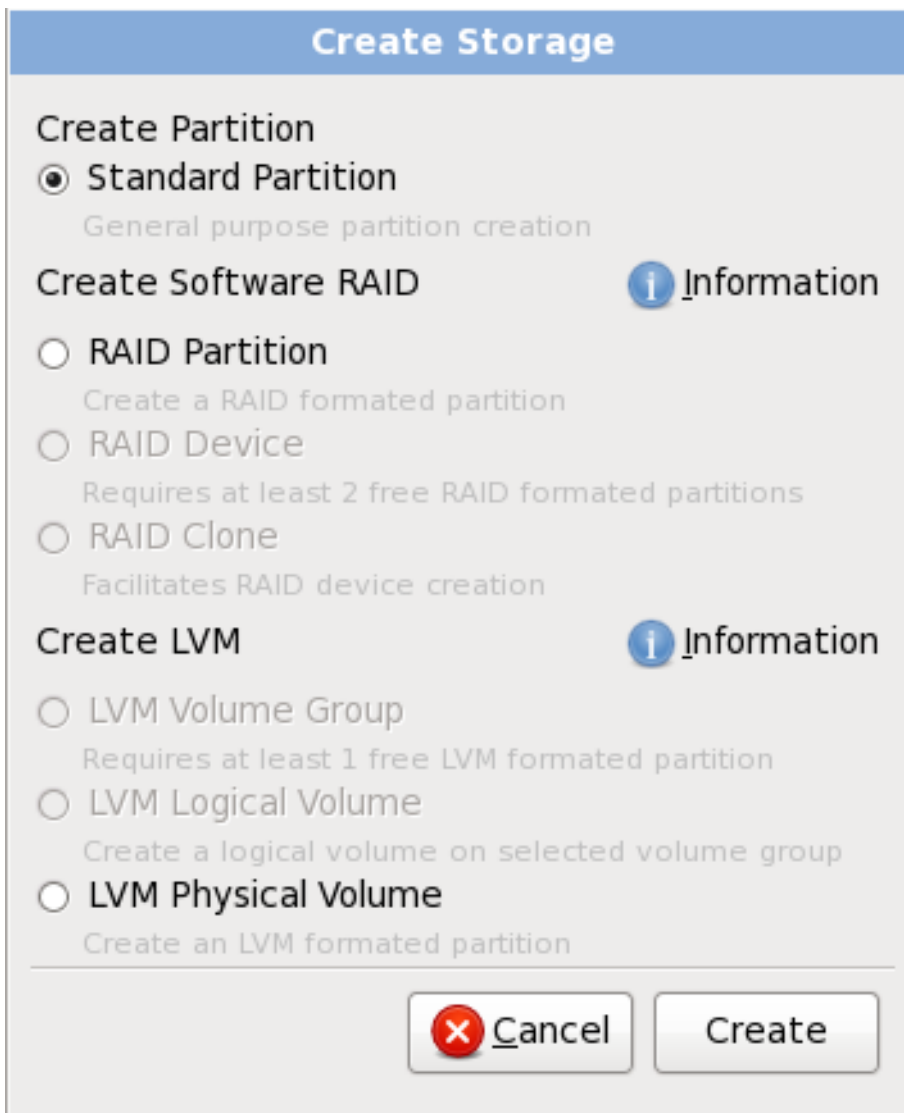 Create Storage
Create Partition
Standard Partition
General purpose partition creation
Create Software RAID
Information
RAID Partition
Create a RAID formated partition
RAID Device
Requires at least 2 free RAID formated partitions
RAID Clone
Facilitates RAID device creation
Create LVM
Information
LVM Volume Group
Requires at least 1 free LVM formated partition
LVM Logical Volume
Create a logical volume on selected volume group
LVM Physical Volume
Create an LVM formated partition
Cancel
Create